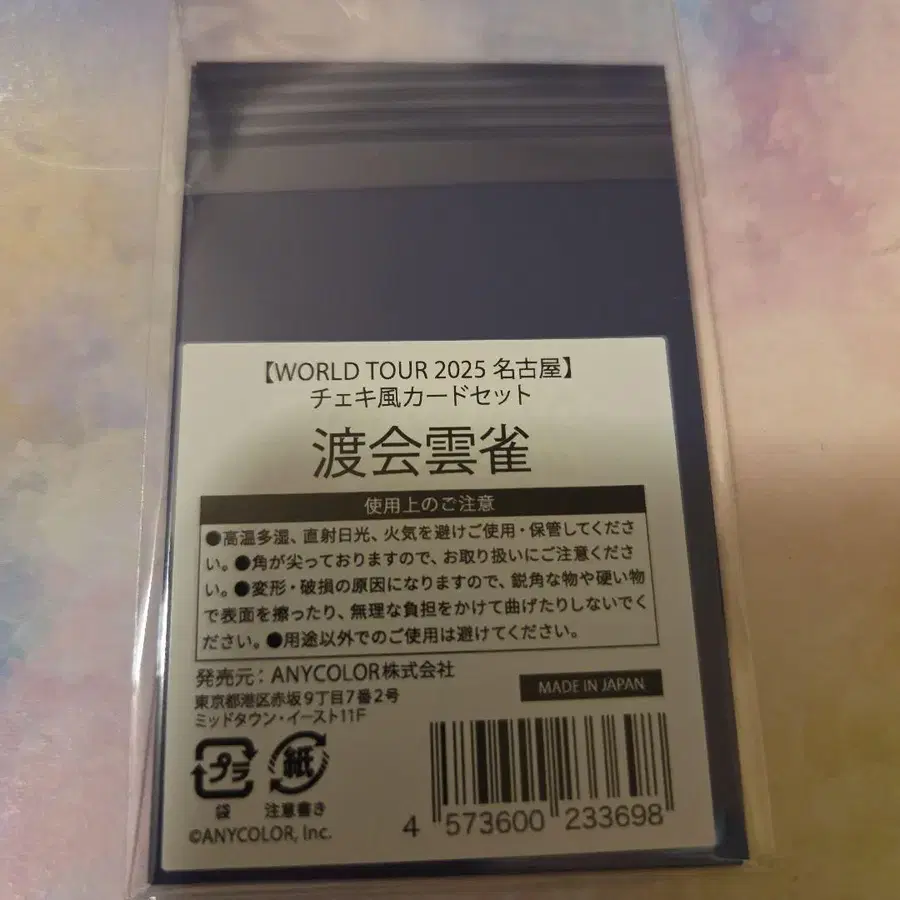 【WORLD TOUR 2025 名古屋】
チェキ風カードセット
渡会雲雀
使用上のご注意
●高温多湿、直射日光、火気を避けご使用・保管してくださ
い。●角が尖っておりますので、お取り扱いにご注意くださ
い。●変形・破損の原因になりますので、鋭角な物や硬い物
で表面を擦ったり、無理な負担をかけて曲げたりしないでく
ださい。●用途以外でのご使用は避けてください。
発売元：ANYCOLOR株式会社
東京都港区赤坂9丁目7番2号
ミッドタウン・イースト11F
MADE IN JAPAN
プラ 紙
袋 注意書き
©ANYCOLOR, Inc.
4 573600 233698